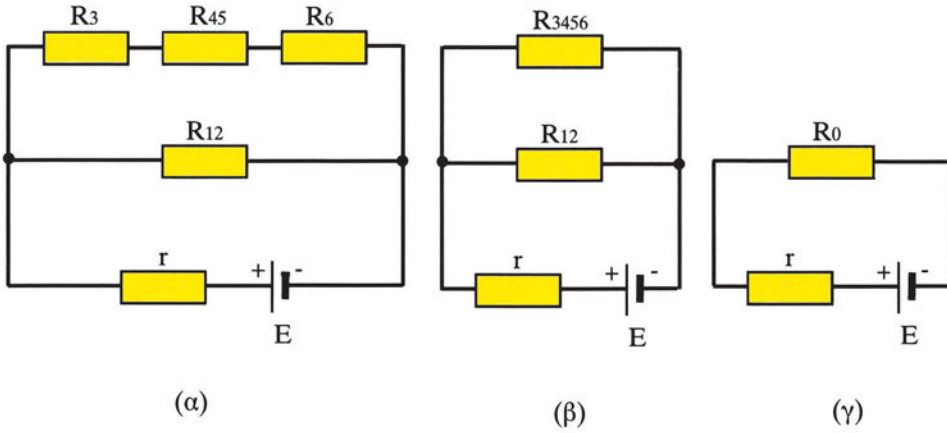 R3 R45 R6
R12
r + - E
(α)
R3456
R12
r + - E
(β)
R0
r + - E
(γ)